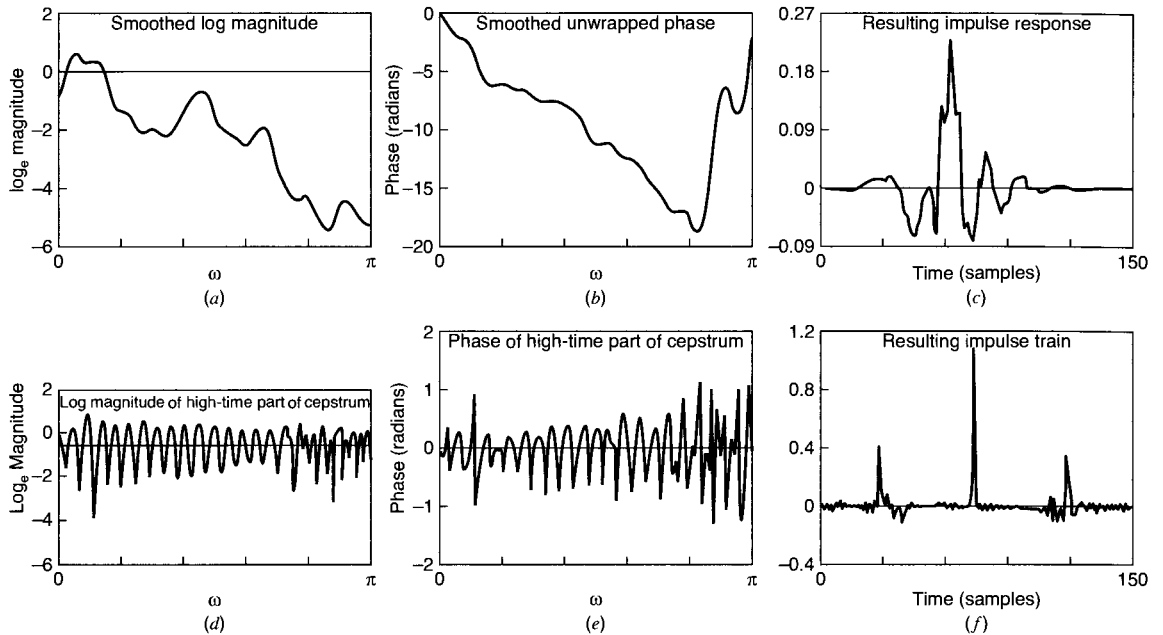 Smoothed log magnitude
log_e magnitude
2
0
−2
−4
−6
0
π
ω
(a)
Smoothed unwrapped phase
Phase (radians)
0
−5
−10
−15
−20
0
π
ω
(b)
Resulting impulse response
0.27
0.18
0.09
0
−0.09
0
150
Time (samples)
(c)
Log magnitude of high-time part of cepstrum
Log_e Magnitude
2
0
−2
−4
−6
0
π
ω
(d)
Phase of high-time part of cepstrum
Phase (radians)
2
1
0
−1
−2
0
π
ω
(e)
Resulting impulse train
1.2
0.8
0.4
0
−0.4
0
150
Time (samples)
(f)